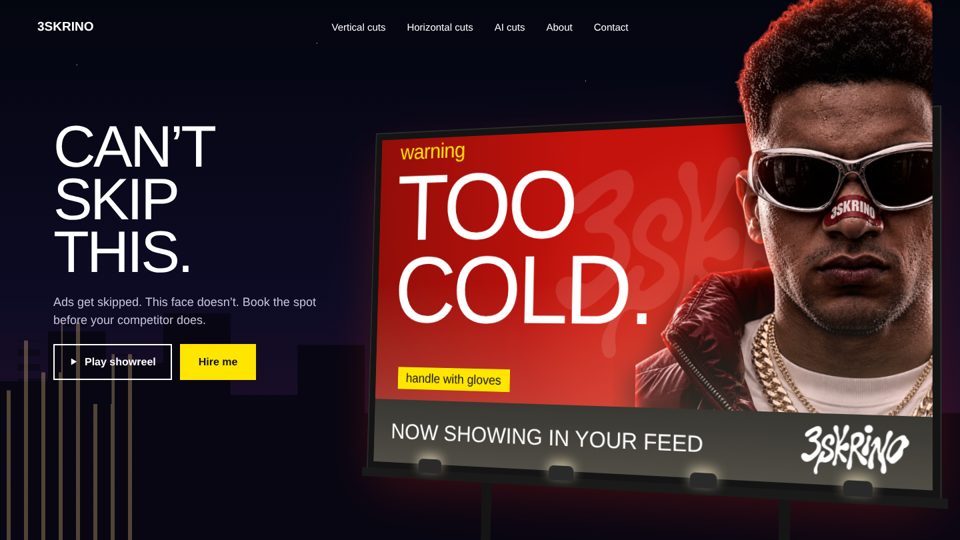 3SKRINO
Vertical cuts
Horizontal cuts
AI cuts
About
Contact
CAN’T
SKIP
THIS.
Ads get skipped. This face doesn’t. Book the spot
before your competitor does.
Play showreel
Hire me
warning
TOO
COLD.
3SK
3SKRINO
handle with gloves
NOW SHOWING IN YOUR FEED
3SKRINO